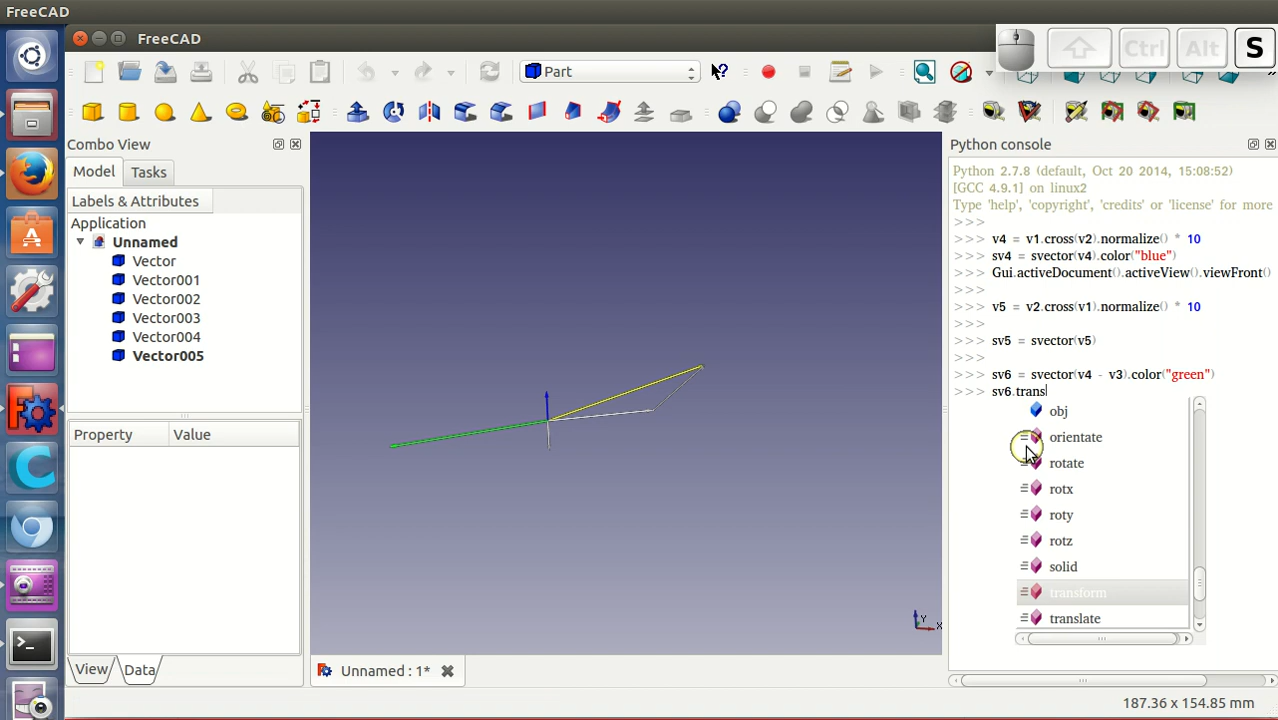 FreeCAD
FreeCAD
Ctrl
Alt
S
Part
Combo View
Model
Tasks
Labels & Attributes
Application
Unnamed
Vector
Vector001
Vector002
Vector003
Vector004
Vector005
Property
Value
View
Data
Y
X
Unnamed : 1*
Python console
Python 2.7.8 (default, Oct 20 2014, 15:08:52)
[GCC 4.9.1] on linux2
Type 'help', 'copyright', 'credits' or 'license' for more
>>>
>>> v4 = v1.cross(v2).normalize() * 10
>>> sv4 = svector(v4).color("blue")
>>> Gui.activeDocument().activeView().viewFront()
>>>
>>> v5 = v2.cross(v1).normalize() * 10
>>>
>>> sv5 = svector(v5)
>>>
>>> sv6 = svector(v4 - v3).color("green")
>>> sv6.trans
obj
orientate
rotate
rotx
roty
rotz
solid
transform
translate
187.36 x 154.85 mm